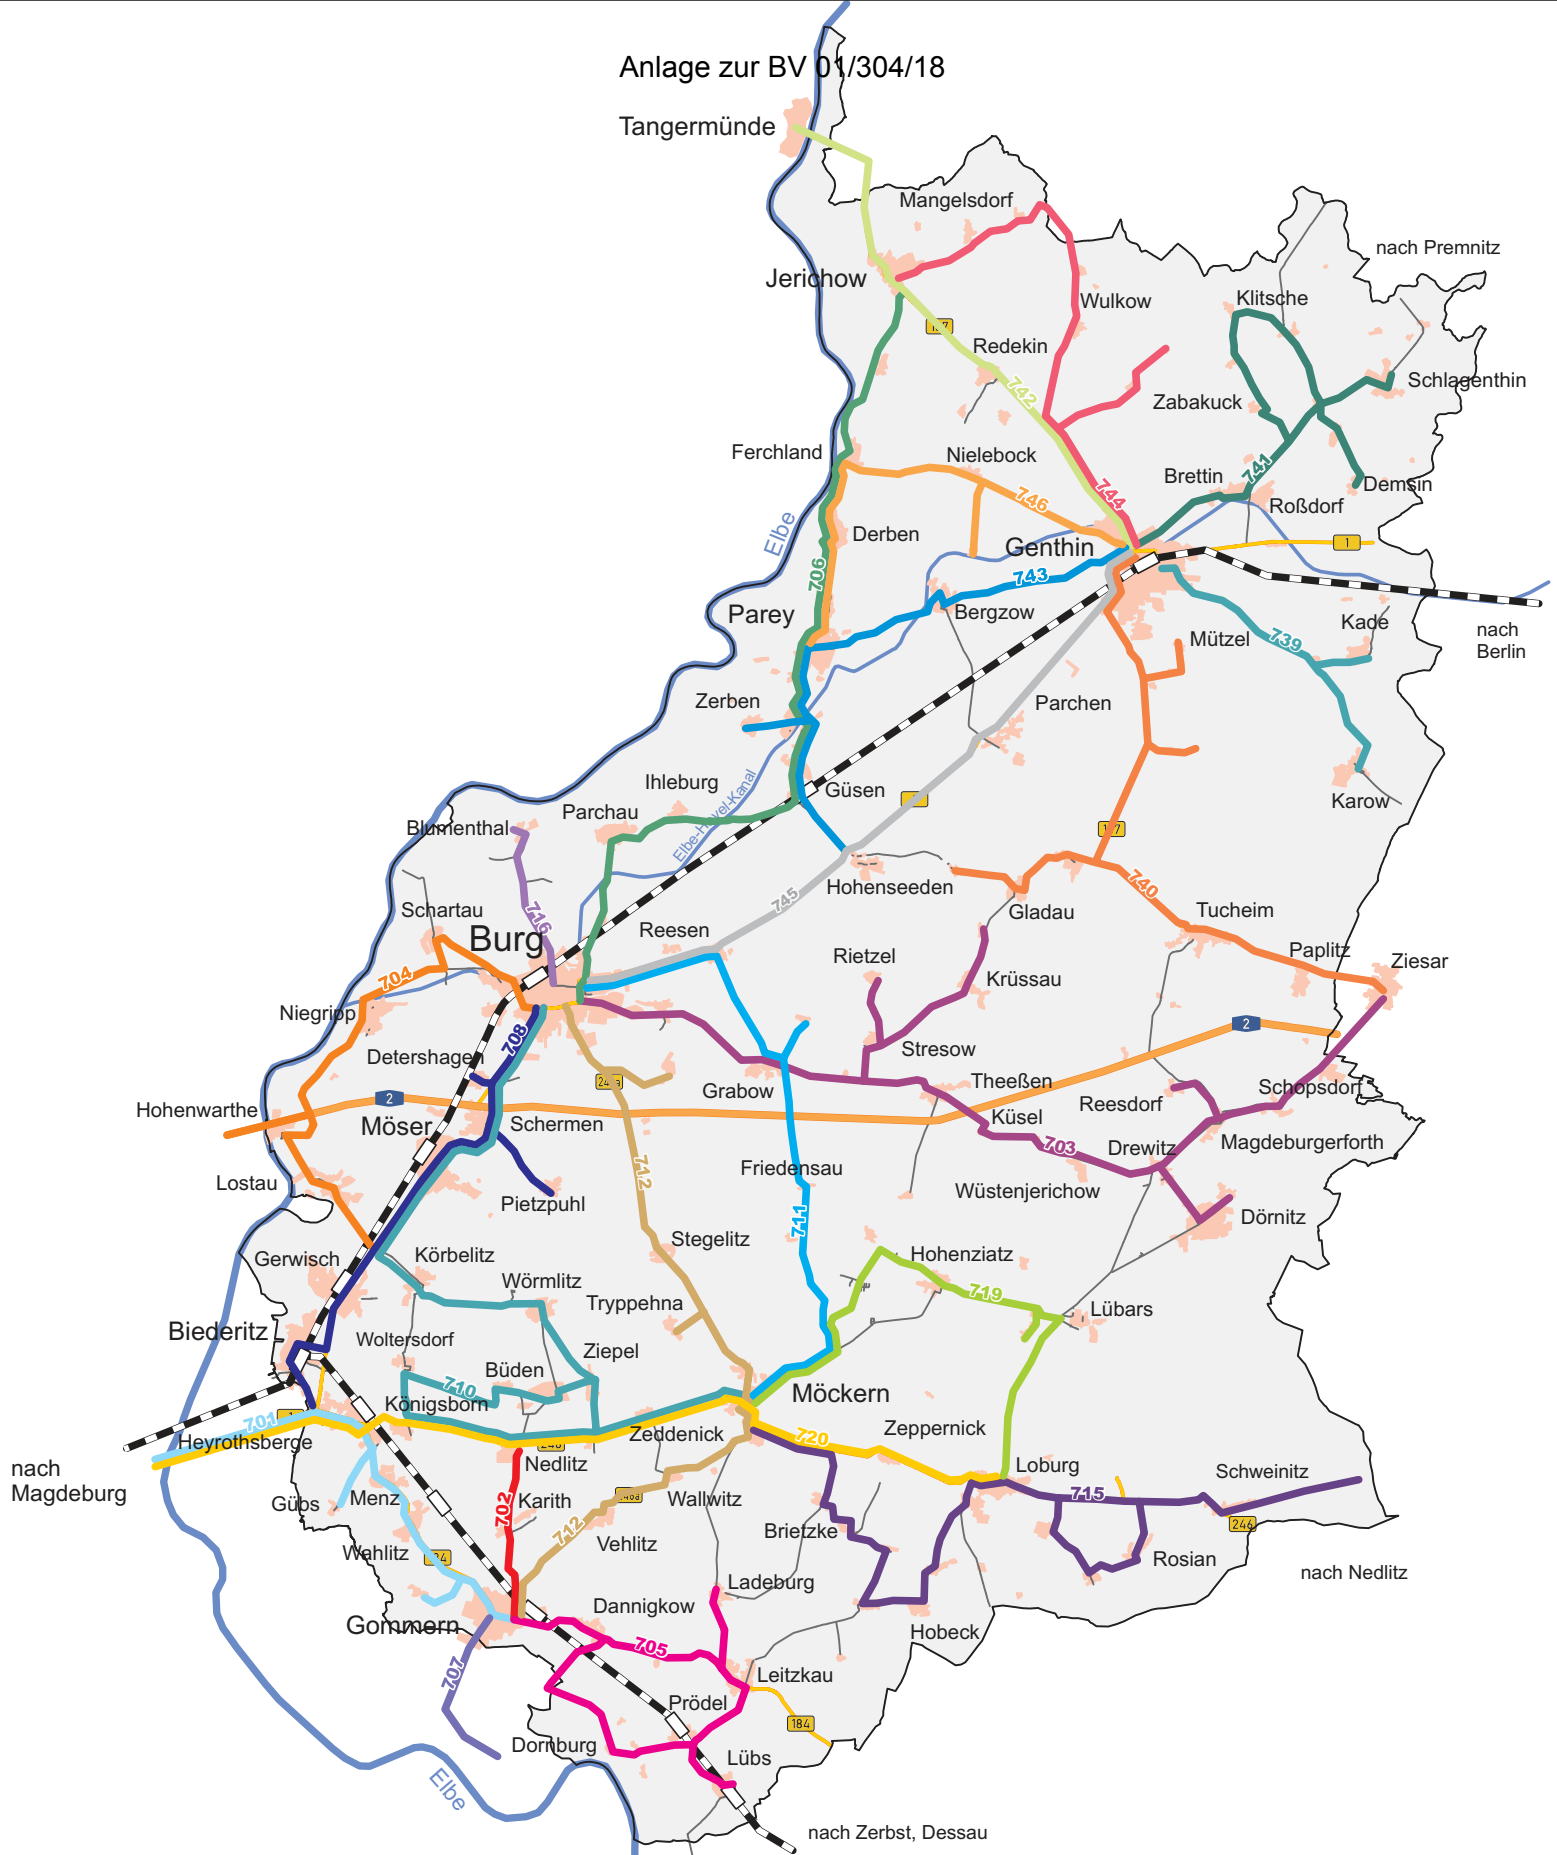 Anlage zur BV 01/304/18
Tangermünde
Mangelsdorf
nach Premnitz
Jerichow
Wulkow
Klitsche
Redekin
742
Schlagenthin
Zabakuck
Ferchland
Nielebock
Brettin
741
Demsin
744
746
Roßdorf
Elbe
Derben
Genthin
1
706
743
Parey
Bergzow
Kade
nach
Berlin
Mützel
739
Zerben
Parchen
Ihleburg
Güsen
Karow
Parchau
Elbe-Havel-Kanal
Blumenthal
Hohenseeden
740
745
Gladau
Tucheim
Schartau
716
Burg
Reesen
Rietzel
Paplitz
Ziesar
704
Krüssau
Niegripp
2
708
Detershagen
Stresow
Grabow
Theeßen
Schopsdorf
2
Reesdorf
Hohenwarthe
Möser
Schermen
Küsel
703
Drewitz
Magdeburgerforth
712
Friedensau
Lostau
Pietzpuhl
Wüstenjerichow
711
Dörnitz
Stegelitz
Gerwisch
Körbelitz
Hohenziatz
Wörmlitz
719
Tryppehna
Lübars
Biederitz
Woltersdorf
Ziepel
Büden
710
Möckern
Königsborn
701
Heyrothsberge
Zeddenick
720
Zeppernick
nach
Magdeburg
Nedlitz
Loburg
Schweinitz
Gübs
Menz
702
Karith
Wallwitz
715
712
Vehlitz
Brietzke
246
Wahlitz
Rosian
nach Nedlitz
Ladeburg
Gommern
Dannigkow
Hobeck
705
707
Leitzkau
Prödel
184
Dornburg
Lübs
Elbe
nach Zerbst, Dessau